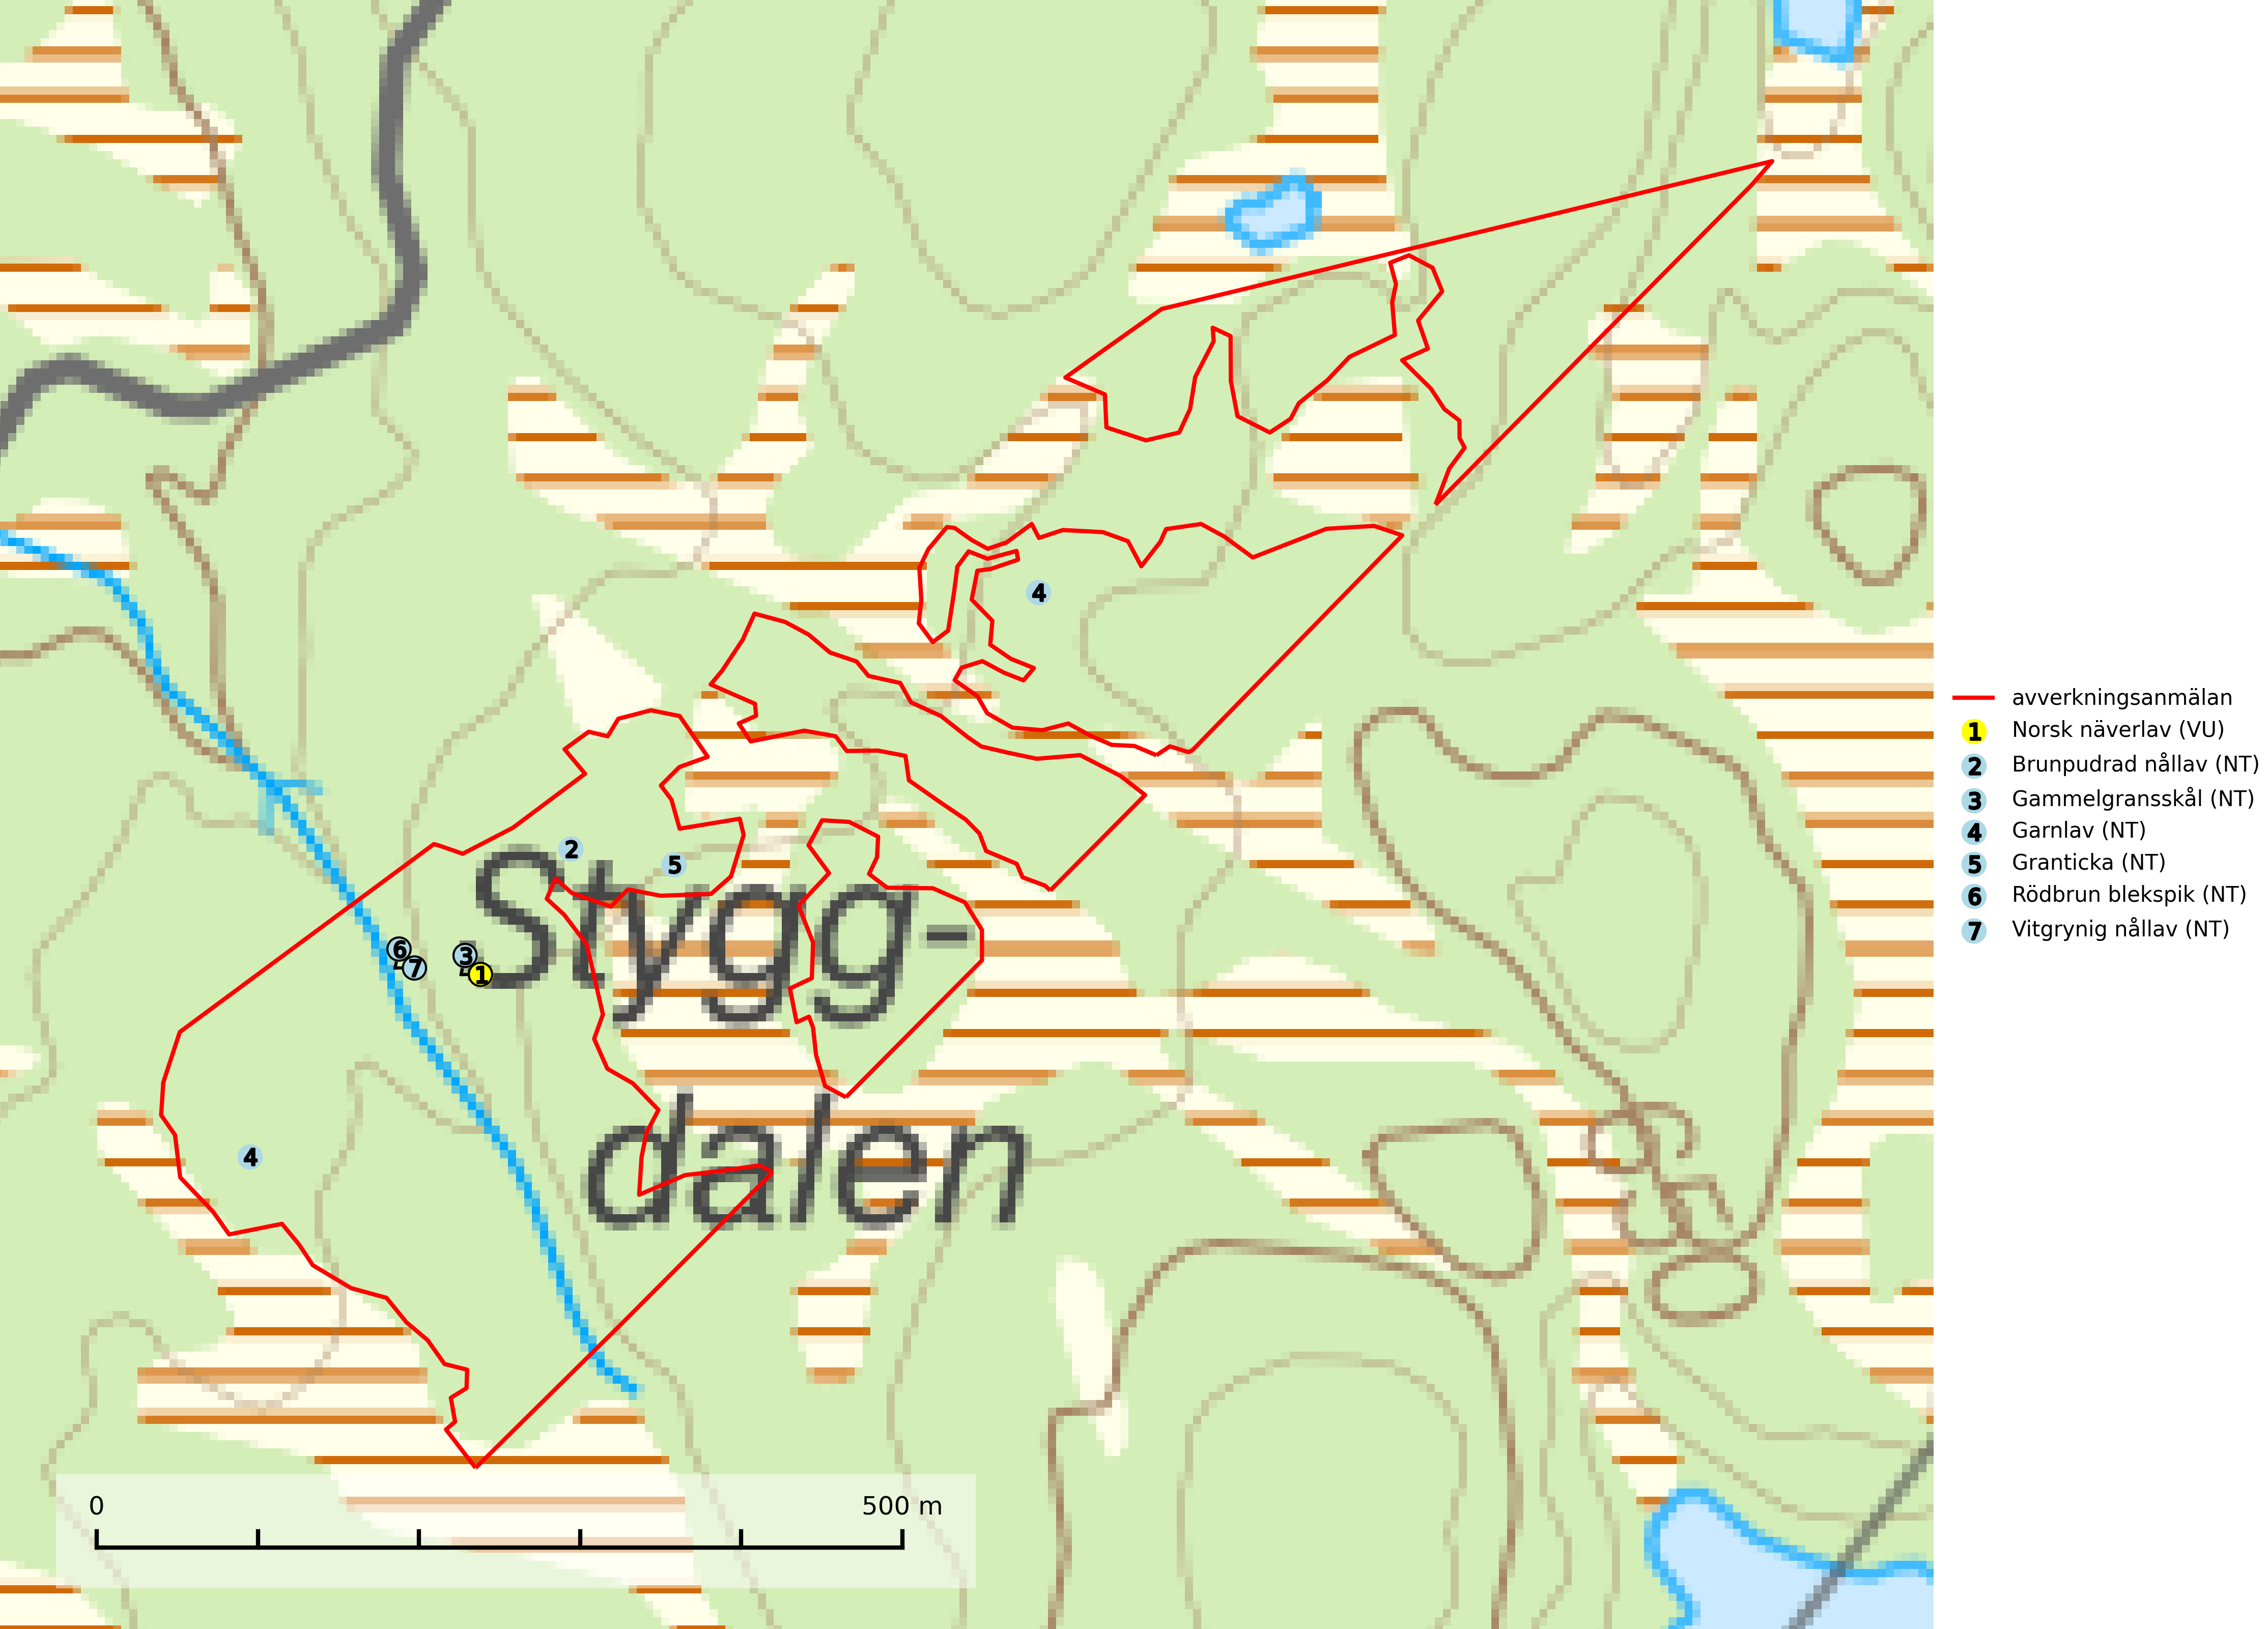 4
2
5
Stygg-
6
7
3
1
dalen
4
0 500 m
avverkningsanmälan
1 Norsk näverlav (VU)
2 Brunpudrad nållav (NT)
3 Gammelgransskål (NT)
4 Garnlav (NT)
5 Granticka (NT)
6 Rödbrun blekspik (NT)
7 Vitgrynig nållav (NT)